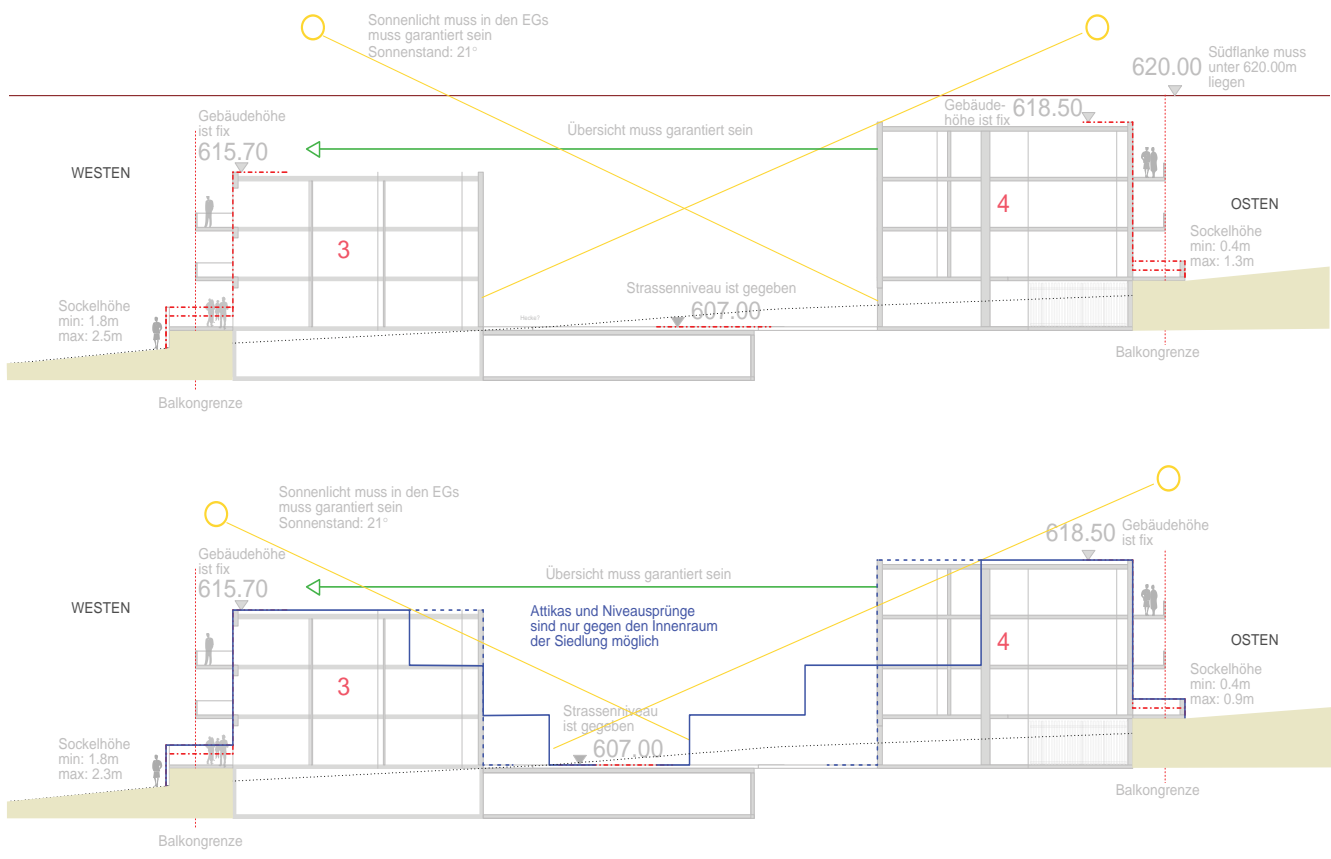 Sonnenlicht muss in den EGs
muss garantiert sein
Sonnenstand: 21°
620.00
Südflanke muss
unter 620.00m
liegen
Gebäudehöhe
ist fix
615.70
Übersicht muss garantiert sein
Gebäude-
höhe ist fix
618.50
WESTEN
3
4
OSTEN
Sockelhöhe
min: 0.4m
max: 1.3m
Sockelhöhe
min: 1.8m
max: 2.5m
Strassenniveau ist gegeben
607.00
Hecke?
Balkongrenze
Balkongrenze
Sonnenlicht muss in den EGs
muss garantiert sein
Sonnenstand: 21°
Gebäudehöhe
ist fix
615.70
618.50
Gebäudehöhe
ist fix
Übersicht muss garantiert sein
WESTEN
Attikas und Niveausprünge
sind nur gegen den Innenraum
der Siedlung möglich
3
4
OSTEN
Sockelhöhe
min: 0.4m
max: 0.9m
Strassenniveau
ist gegeben
607.00
Sockelhöhe
min: 1.8m
max: 2.3m
Balkongrenze
Balkongrenze